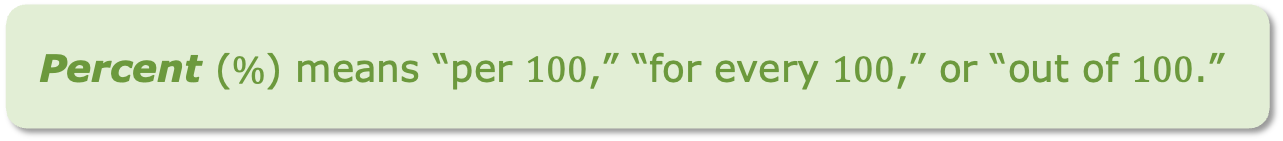 Percent (%) means “per 100,” “for every 100,” or “out of 100.”